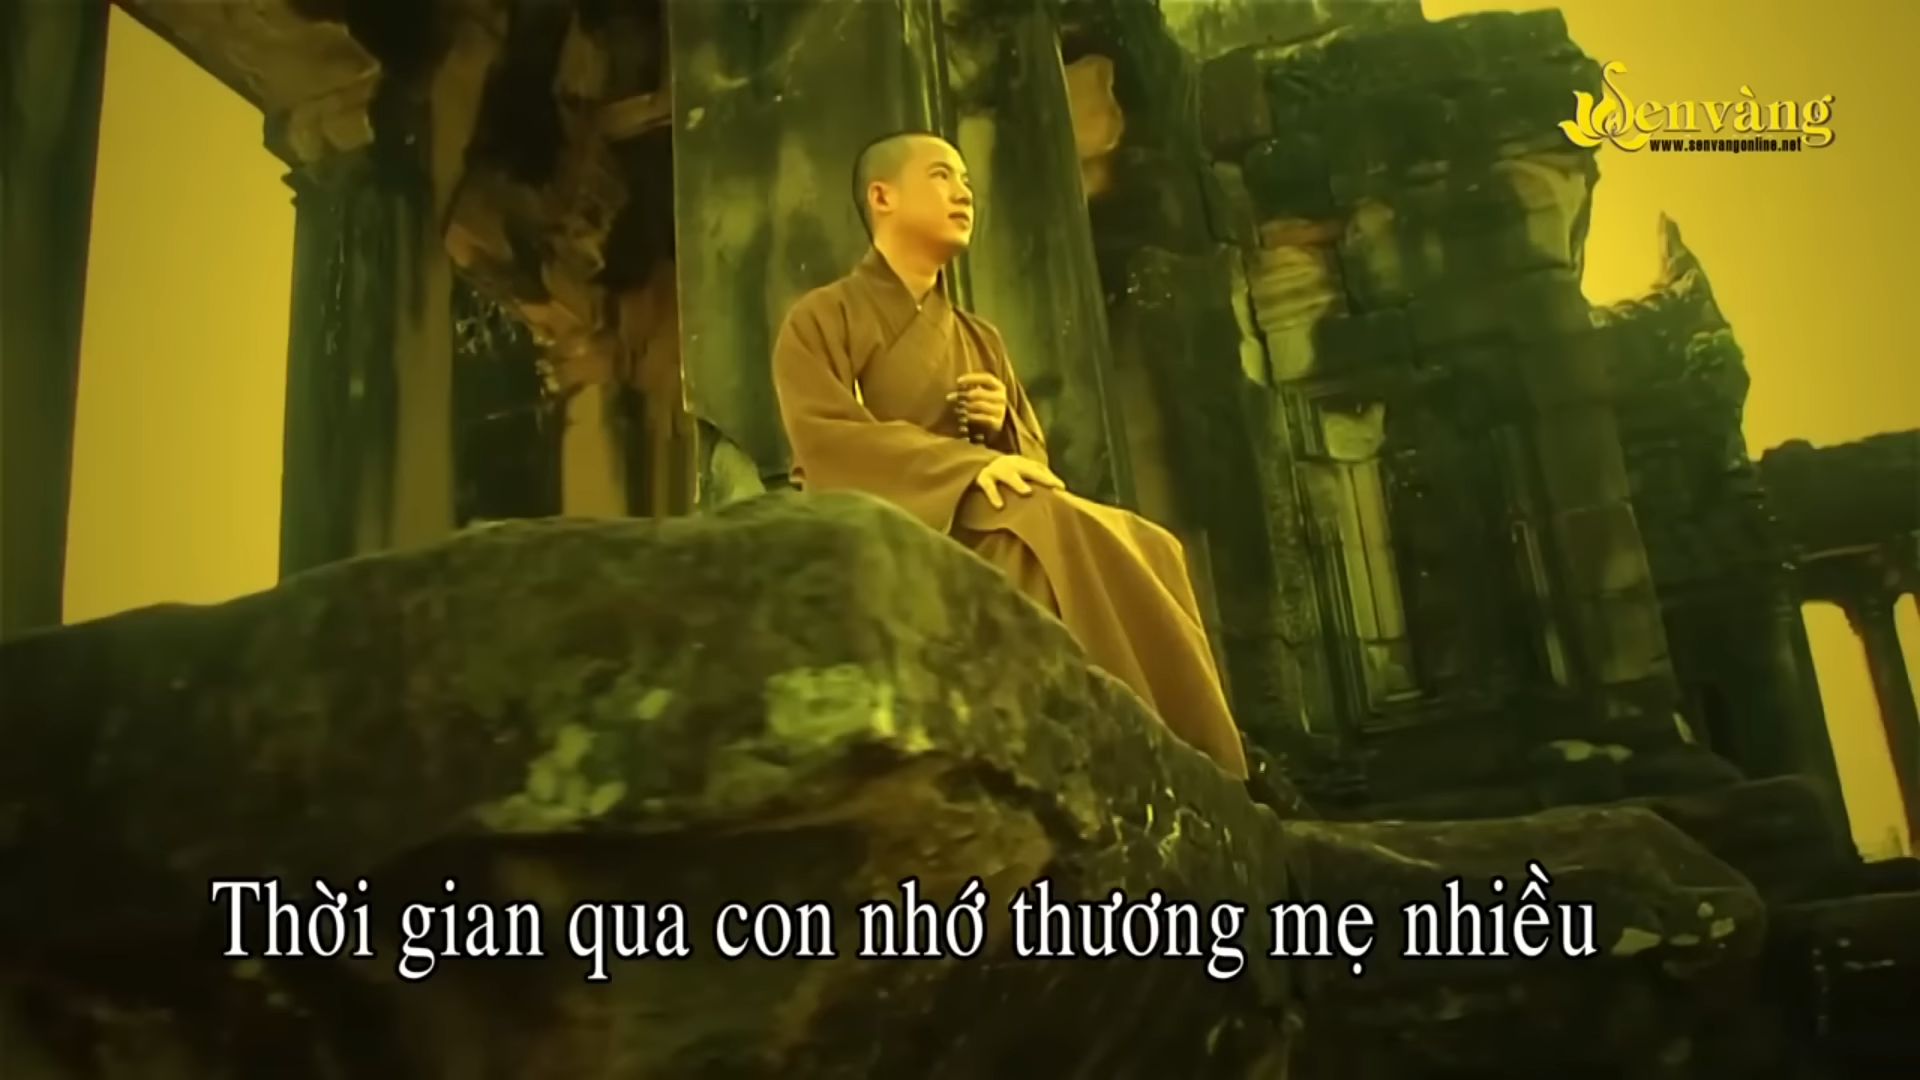 Senvàng
www.senvangonline.net
Thời gian qua con nhớ thương mẹ nhiều